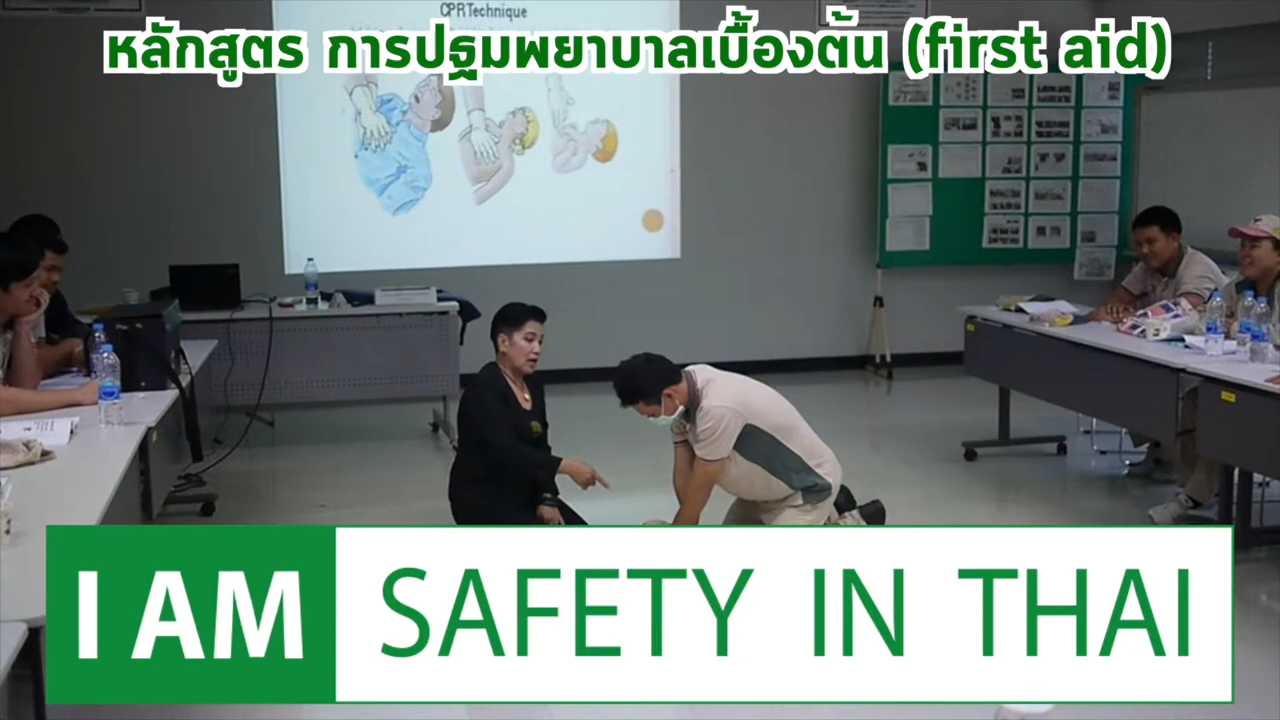 CPR Technique
หลักสูตร การปฐมพยาบาลเบื้องต้น (first aid)
I AM SAFETY IN THAI